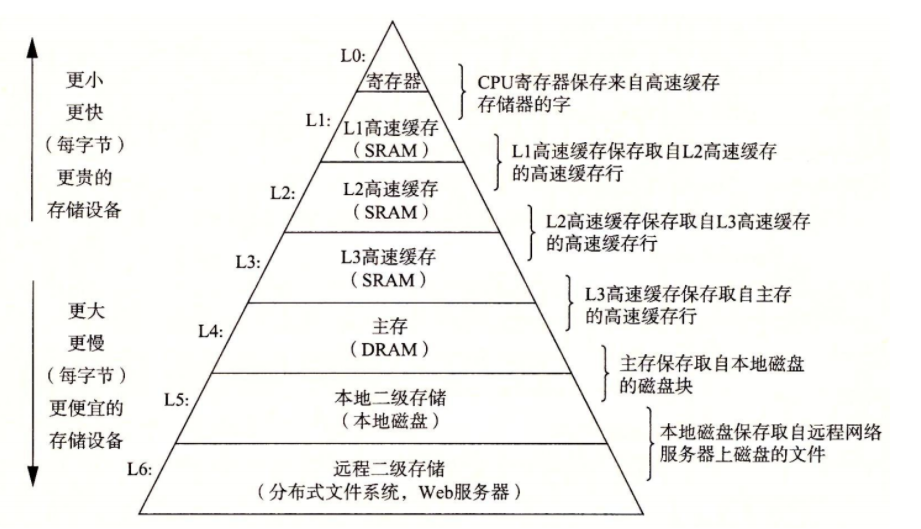 更小
更快
（每字节）
更贵的
存储设备
更大
更慢
（每字节）
更便宜的
存储设备
L0:
寄存器
L1:
L1高速缓存
（SRAM）
L2:
L2高速缓存
（SRAM）
L3:
L3高速缓存
（SRAM）
L4:
主存
（DRAM）
L5:
本地二级存储
（本地磁盘）
L6:
远程二级存储
（分布式文件系统，Web服务器）
CPU寄存器保存来自高速缓存
存储器的字
L1高速缓存保存取自L2高速缓存
的高速缓存行
L2高速缓存保存取自L3高速缓存
的高速缓存行
L3高速缓存保存取自主存
的高速缓存行
主存保存取自本地磁盘
的磁盘块
本地磁盘保存取自远程网络
服务器上磁盘的文件